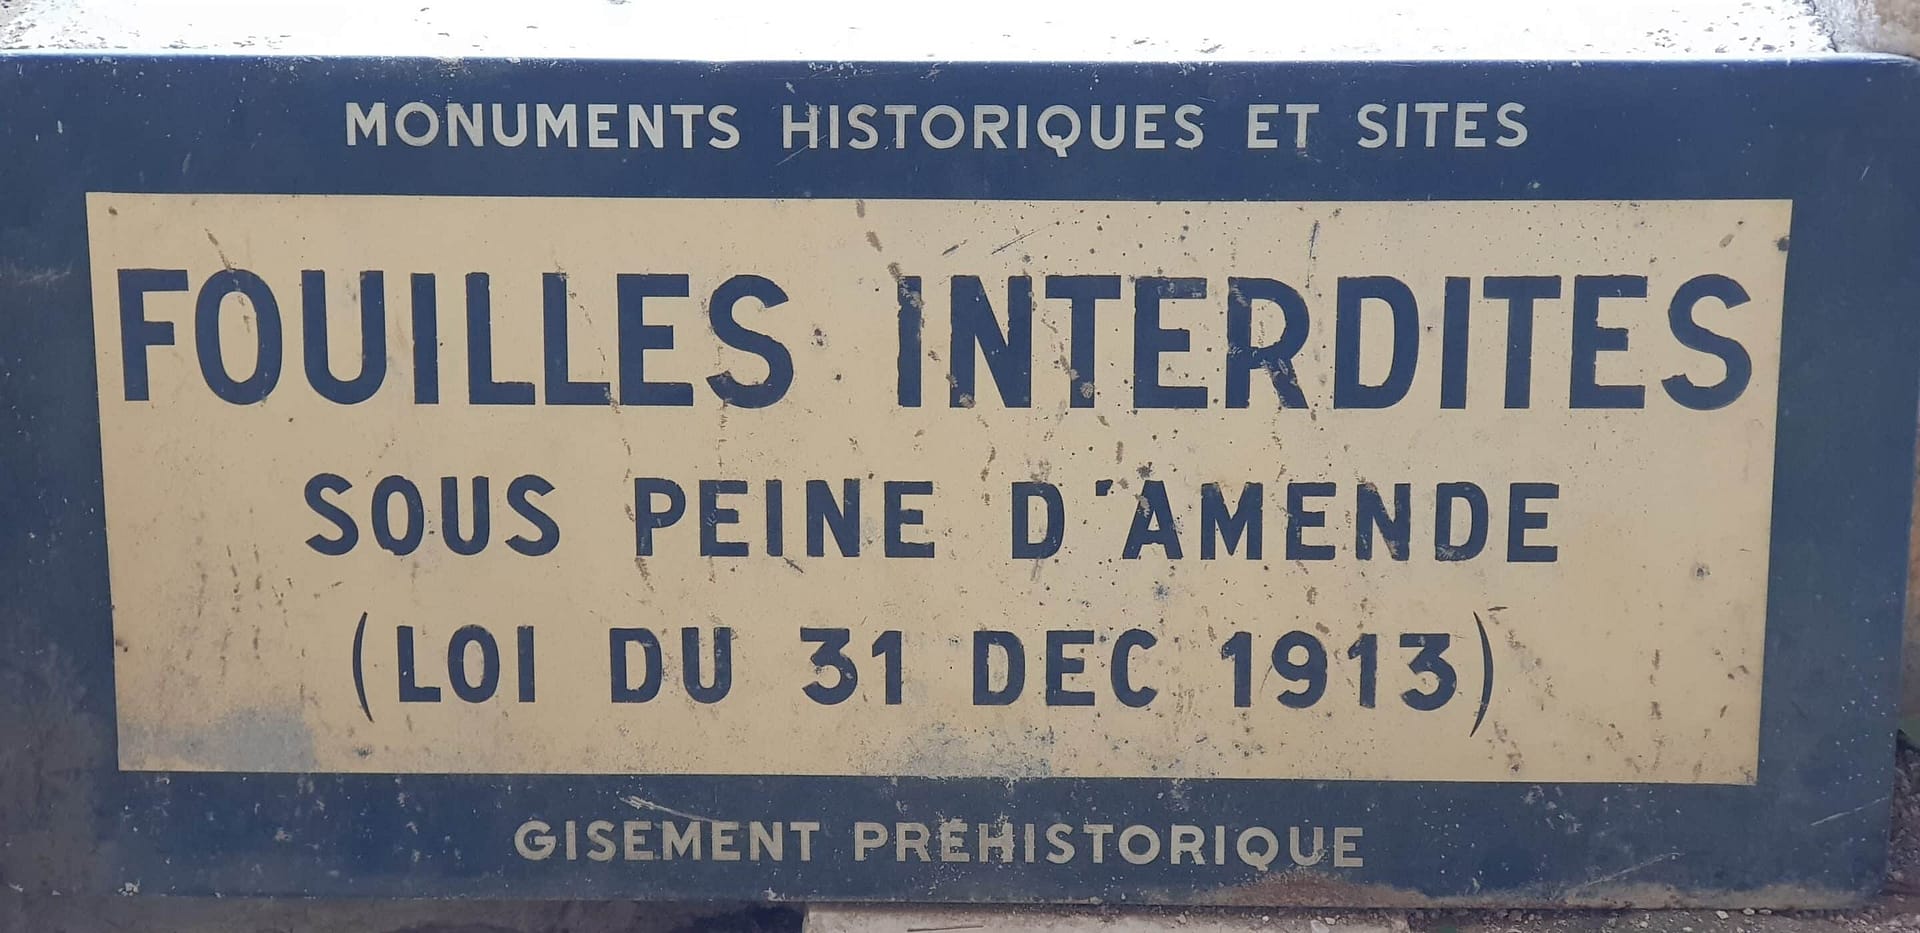 MONUMENTS HISTORIQUES ET SITES
FOUILLES INTERDITES
SOUS PEINE D'AMENDE
(LOI DU 31 DEC 1913)
GISEMENT PRÉHISTORIQUE